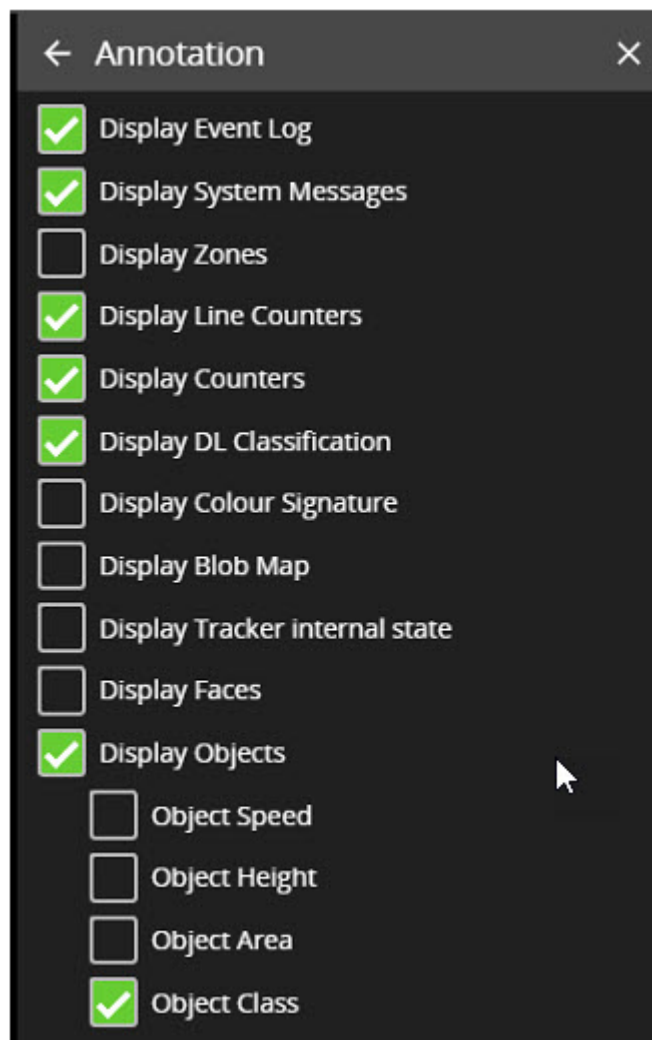 Annotation
Display Event Log
Display System Messages
Display Zones
Display Line Counters
Display Counters
Display DL Classification
Display Colour Signature
Display Blob Map
Display Tracker internal state
Display Faces
Display Objects
Object Speed
Object Height
Object Area
Object Class